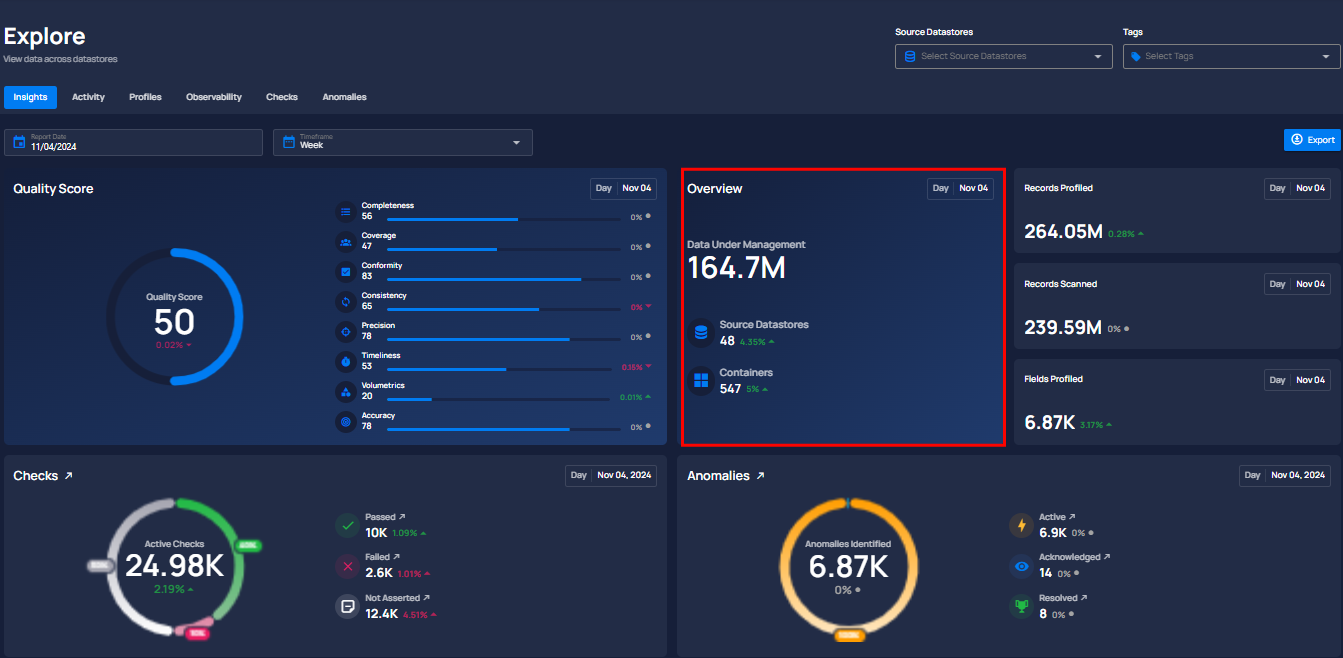 Explore
View data across datastores
Source Datastores
Select Source Datastores
Tags
Select Tags
Insights
Activity
Profiles
Observability
Checks
Anomalies
Report Date
11/04/2024
Timeframe
Week
Export
Quality Score
Day Nov 04
Quality Score
50
0.02%
Completeness
56
0%
Coverage
47
0%
Conformity
83
0%
Consistency
65
0%
Precision
78
0%
Timeliness
53
0.15%
Volumetrics
20
0.01%
Accuracy
78
0%
Overview
Day Nov 04
Data Under Management
164.7M
Source Datastores
48 4.35%
Containers
547 5%
Records Profiled
Day Nov 04
264.05M 0.28%
Records Scanned
Day Nov 04
239.59M 0%
Fields Profiled
Day Nov 04
6.87K 3.17%
Checks
Day Nov 04, 2024
Active Checks
24.98K
2.19%
Passed
10K 1.09%
Failed
2.6K 1.01%
Not Asserted
12.4K 4.51%
Anomalies
Day Nov 04, 2024
Anomalies Identified
6.87K
0%
Active
6.9K 0%
Acknowledged
14 0%
Resolved
8 0%